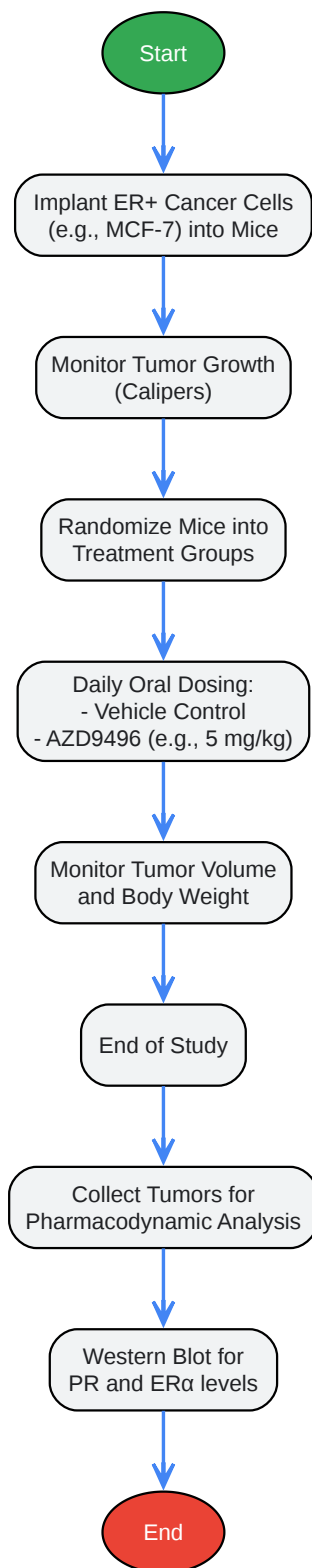 Start
Implant ER+ Cancer Cells
(e.g., MCF-7) into Mice
Monitor Tumor Growth
(Calipers)
Randomize Mice into
Treatment Groups
Daily Oral Dosing:
- Vehicle Control
- AZD9496 (e.g., 5 mg/kg)
Monitor Tumor Volume
and Body Weight
End of Study
Collect Tumors for
Pharmacodynamic Analysis
Western Blot for
PR and ERα levels
End